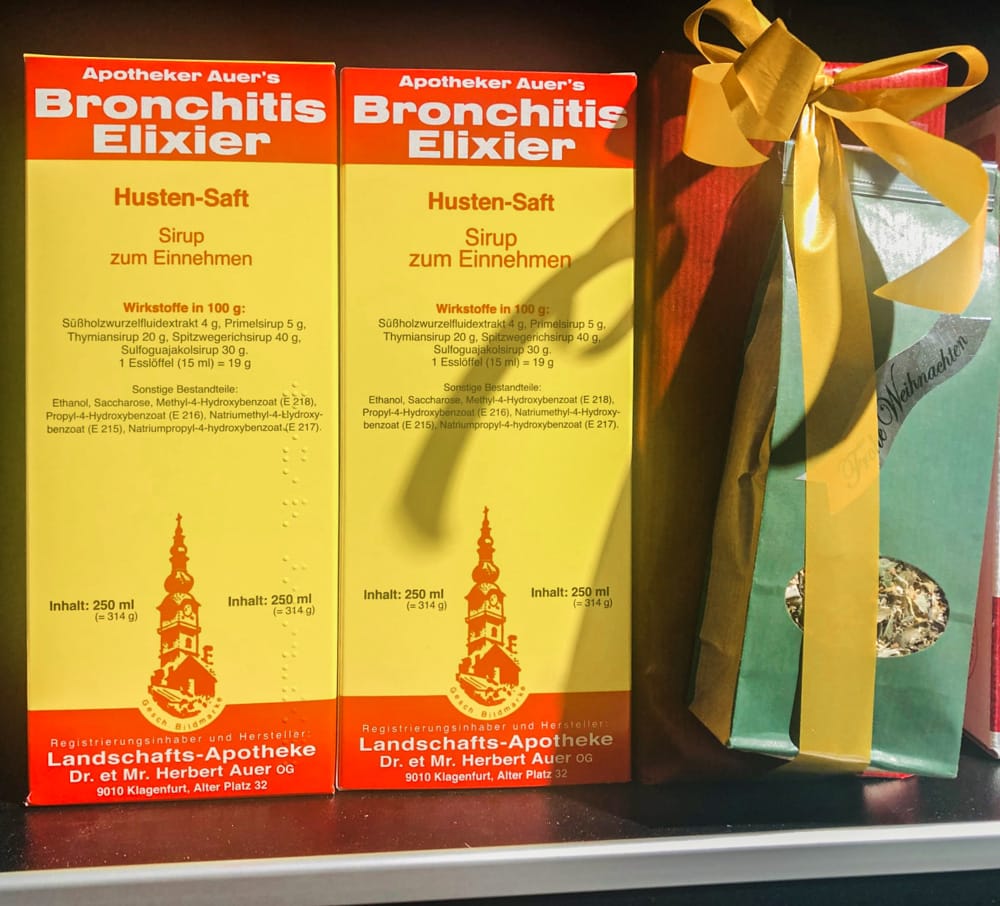 Apotheker Auer's
Bronchitis
Elixier
Husten-Saft
Sirup
zum Einnehmen
Wirkstoffe in 100 g:
Süßholzwurzelfluidextrakt 4 g, Primelsirup 5 g,
Thymiansirup 20 g, Spitzwegerichsirup 40 g,
Sulfoguajakolsirup 30 g.
1 Esslöffel (15 ml) = 19 g
Sonstige Bestandteile:
Ethanol, Saccharose, Methyl-4-Hydroxybenzoat (E 218),
Propyl-4-Hydroxybenzoat (E 216), Natriumethyl-4-Hydroxy-
benzoat (E 215), Natriumpropyl-4-hydroxybenzoat (E 217).
Inhalt: 250 ml
(= 314 g)
Inhalt: 250 ml
(= 314 g)
Gesch Bildmarke
Registrierungsinhaber und Hersteller:
Landschafts-Apotheke
Dr. et Mr. Herbert Auer OG
9010 Klagenfurt, Alter Platz 32
Apotheker Auer's
Bronchitis
Elixier
Husten-Saft
Sirup
zum Einnehmen
Wirkstoffe in 100 g:
Süßholzwurzelfluidextrakt 4 g, Primelsirup 5 g,
Thymiansirup 20 g, Spitzwegerichsirup 40 g,
Sulfoguajakolsirup 30 g.
1 Esslöffel (15 ml) = 19 g
Sonstige Bestandteile:
Ethanol, Saccharose, Methyl-4-Hydroxybenzoat (E 218),
Propyl-4-Hydroxybenzoat (E 216), Natriumethyl-4-Hydroxy-
benzoat (E 215), Natriumpropyl-4-hydroxybenzoat (E 217).
Inhalt: 250 ml
(= 314 g)
Inhalt: 250 ml
(= 314 g)
Gesch Bildmarke
Registrierungsinhaber und Hersteller:
Landschafts-Apotheke
Dr. et Mr. Herbert Auer OG
9010 Klagenfurt, Alter Platz 32
Frohe Weihnachten